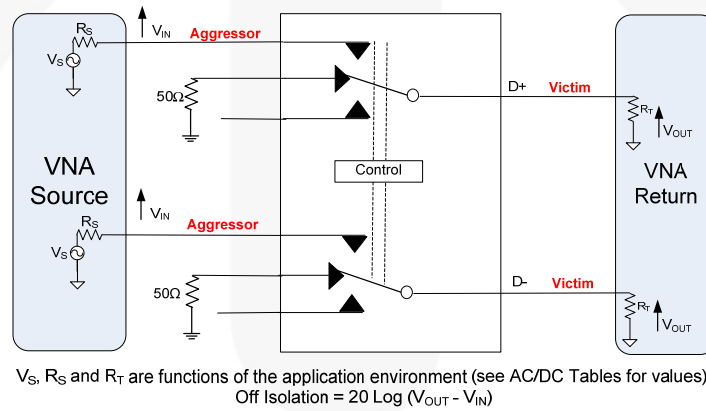 RS
VIN
Aggressor
VS
50Ω
D+
Victim
RT
VOUT
VNA
Source
Control
VNA
Return
VIN
RS
Aggressor
VS
50Ω
D-
Victim
RT
VOUT
VS, RS and RT are functions of the application environment (see AC/DC Tables for values)
Off Isolation = 20 Log (VOUT - VIN)